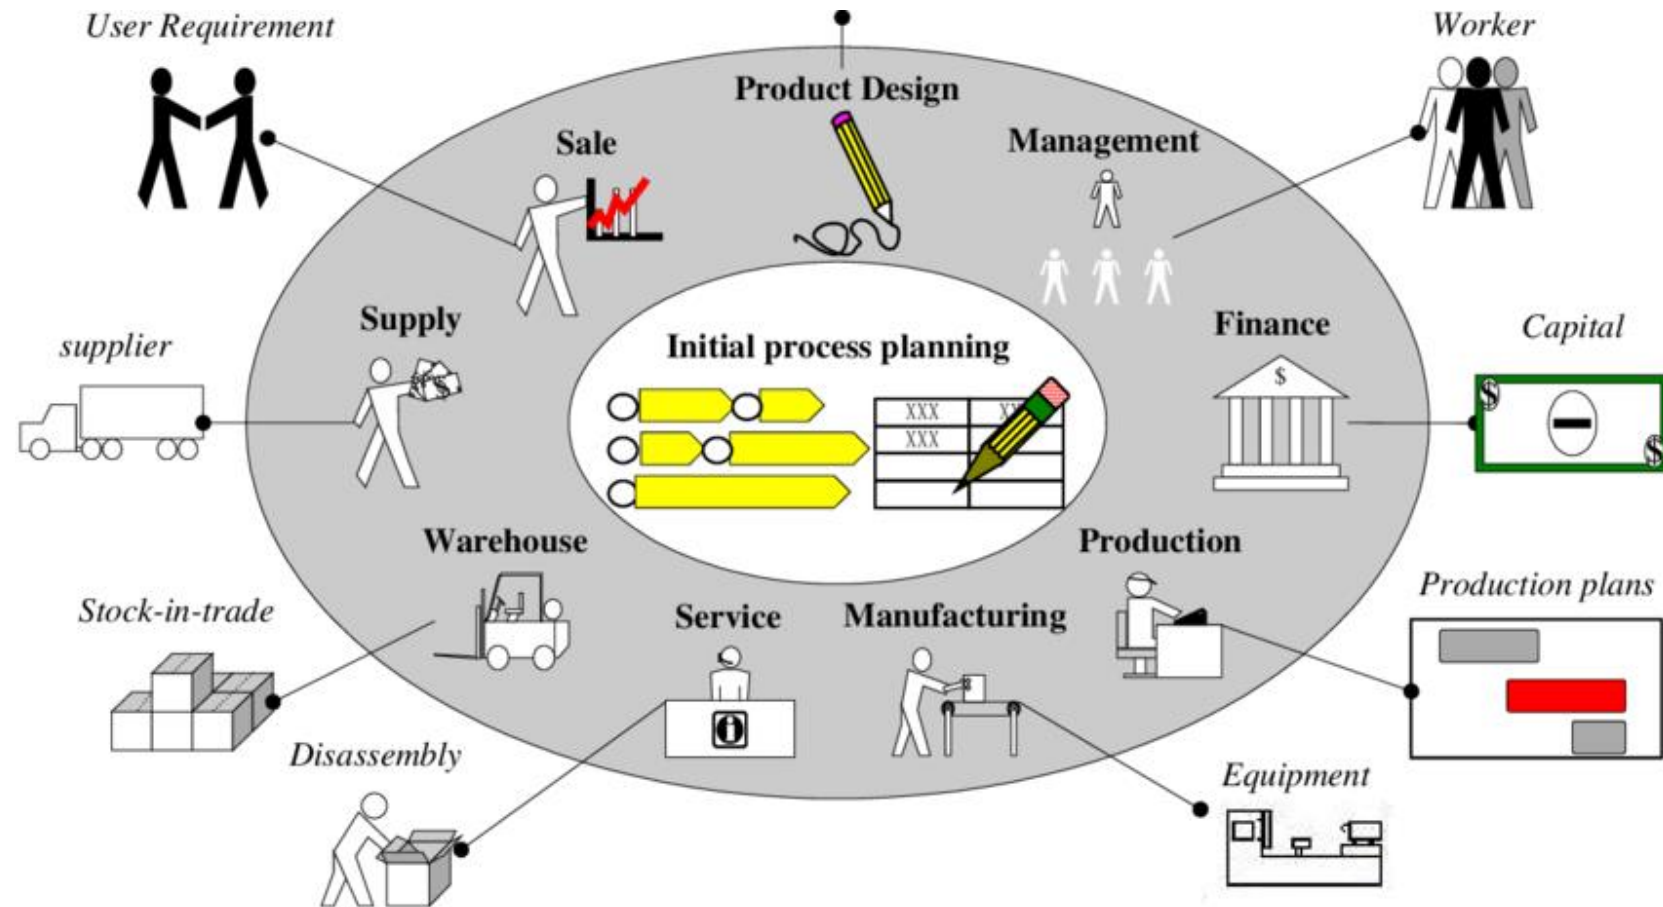 User Requirement
Worker
Product Design
Sale
Management
Supply
Finance
supplier
Capital
Initial process planning
$
$
XXX
XX
XXX
$
$
Warehouse
Production
Stock-in-trade
Service
Manufacturing
Production plans
i
Disassembly
Equipment